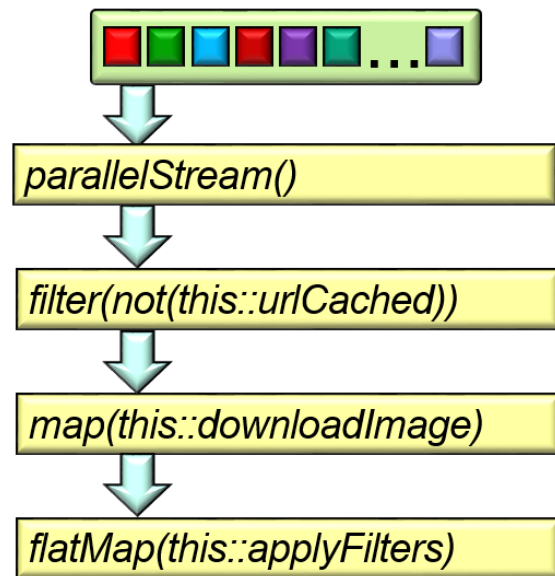 ...
parallelStream()
filter(not(this::urlCached))
map(this::downloadImage)
flatMap(this::applyFilters)